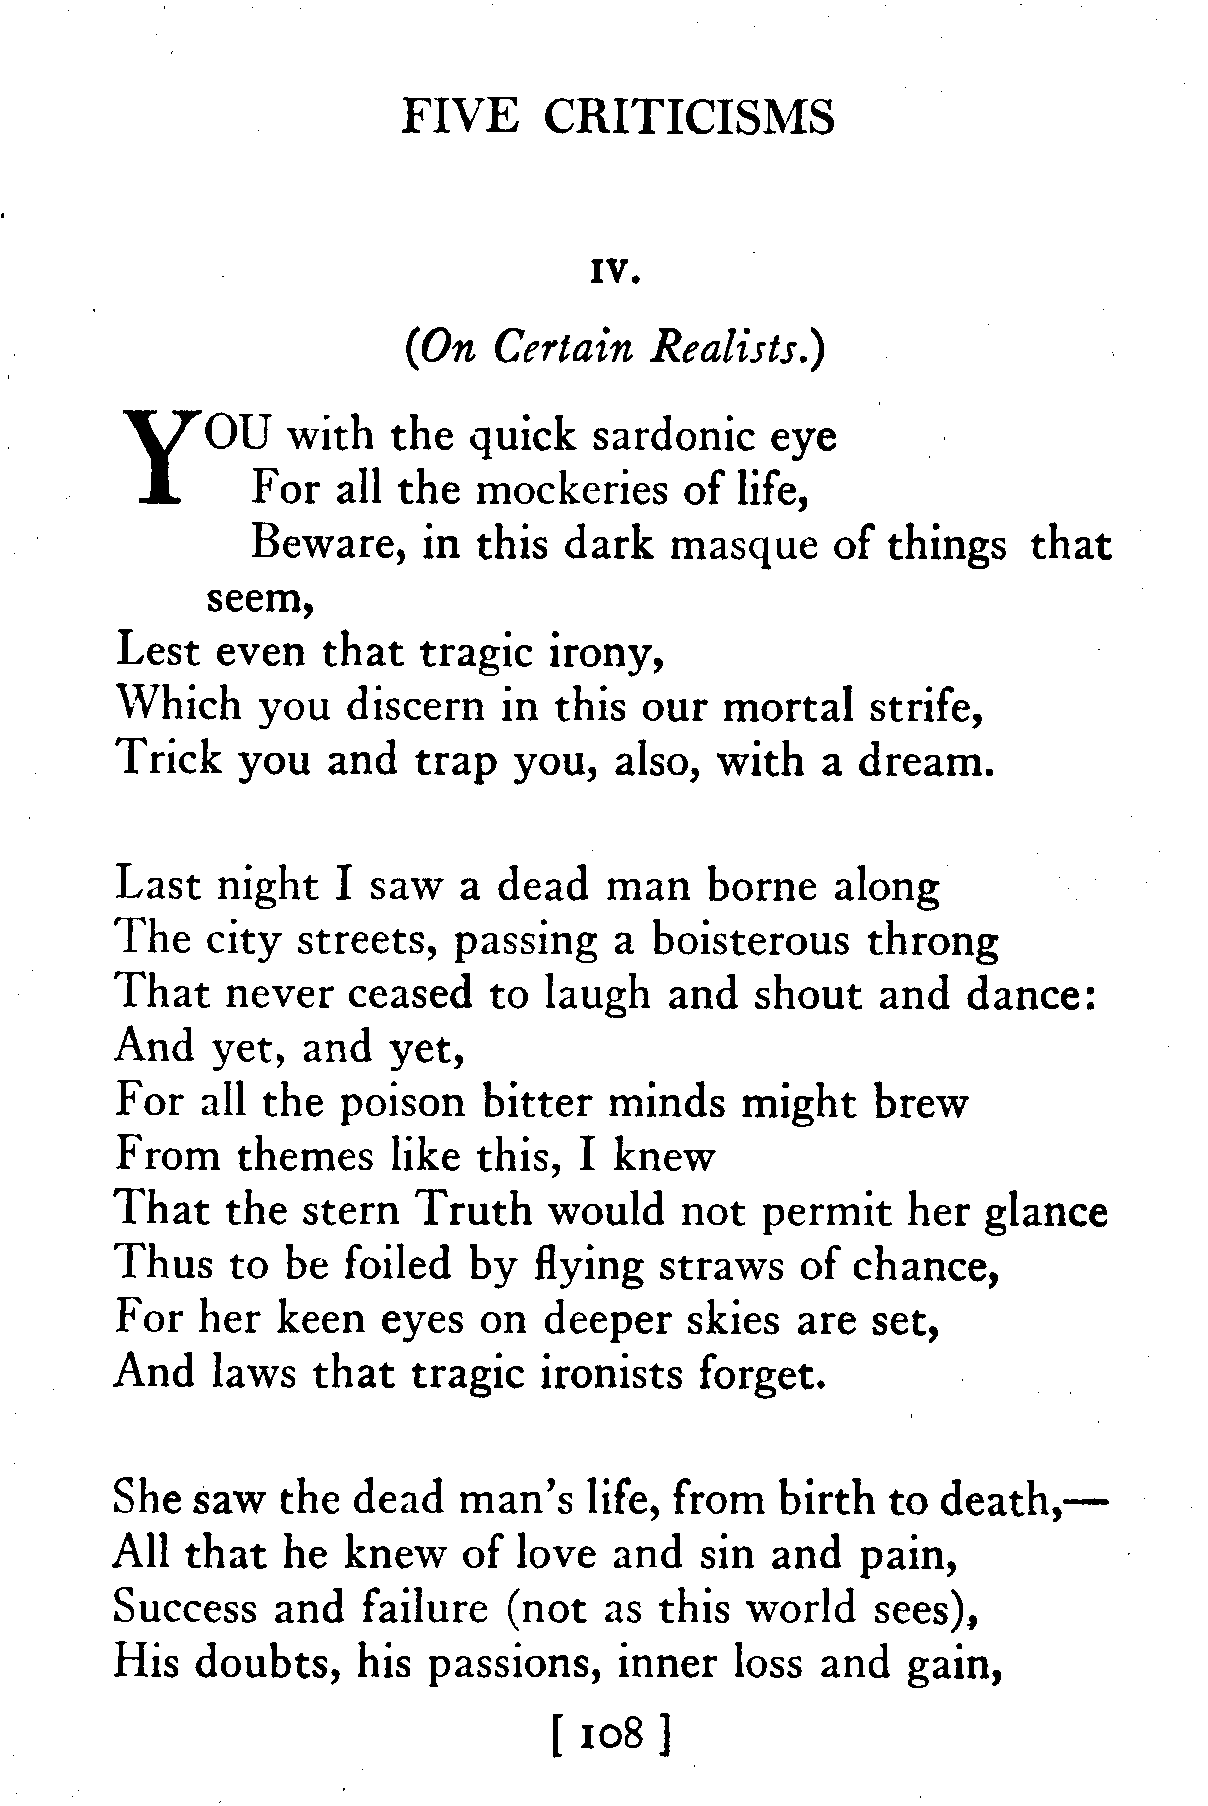 FIVE CRITICISMS
IV.
(On Certain Realists.)
YOU with the quick sardonic eye
For all the mockeries of life,
Beware, in this dark masque of things that
seem,
Lest even that tragic irony,
Which you discern in this our mortal strife,
Trick you and trap you, also, with a dream.
Last night I saw a dead man borne along
The city streets, passing a boisterous throng
That never ceased to laugh and shout and dance:
And yet, and yet,
For all the poison bitter minds might brew
From themes like this, I knew
That the stern Truth would not permit her glance
Thus to be foiled by flying straws of chance,
For her keen eyes on deeper skies are set,
And laws that tragic ironists forget.
She saw the dead man's life, from birth to death,—
All that he knew of love and sin and pain,
Success and failure (not as this world sees),
His doubts, his passions, inner loss and gain,
[ 108 ]